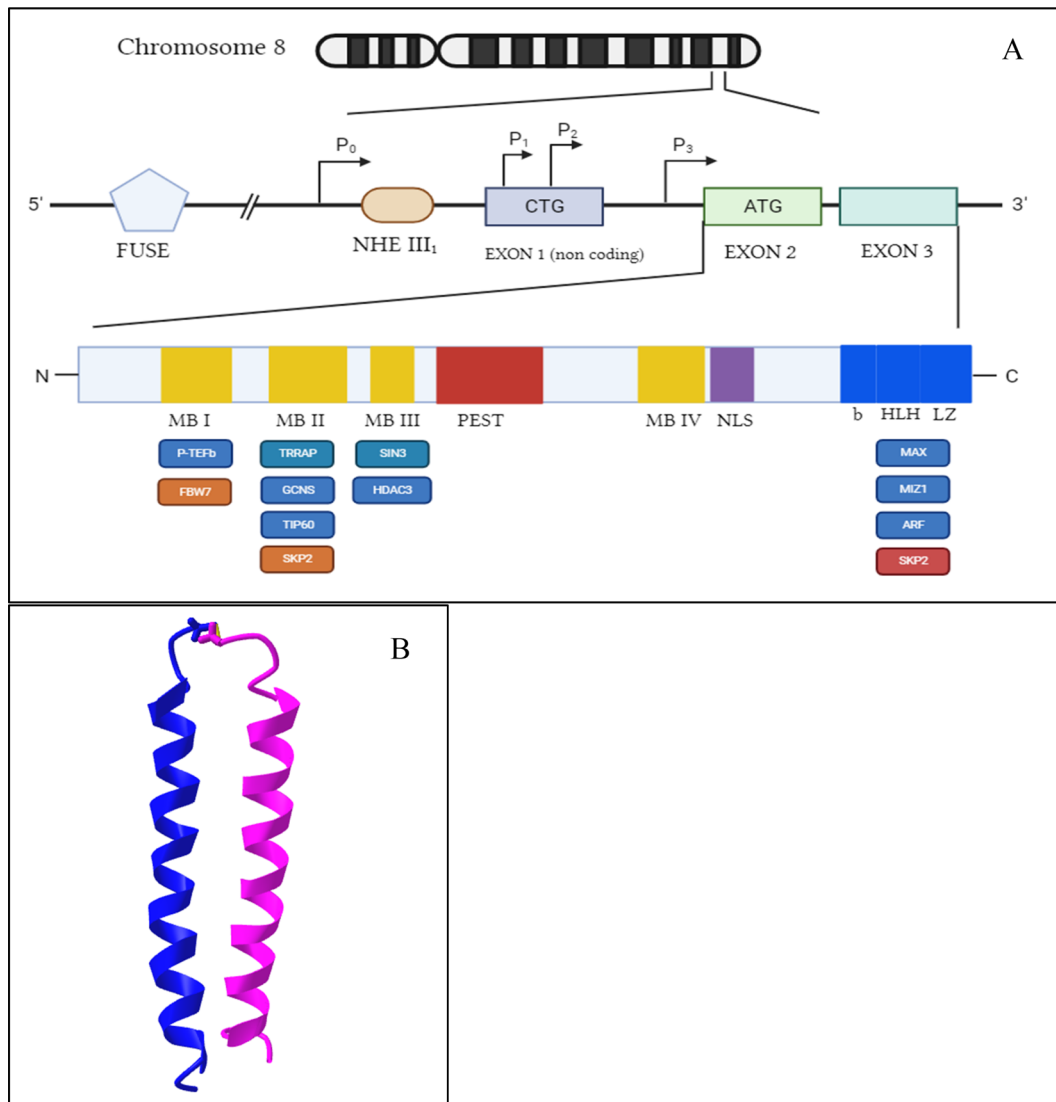 Chromosome 8
A
P0
P1
P2
P3
5'
CTG
ATG
3'
FUSE
NHE III1
EXON 1 (non coding)
EXON 2
EXON 3
N
C
MB I
MB II
MB III
PEST
MB IV
NLS
b
HLH
LZ
P-TEFb
TRRAP
SIN3
MAX
FBW7
GCNS
HDAC3
MIZ1
TIP60
ARF
SKP2
SKP2
B